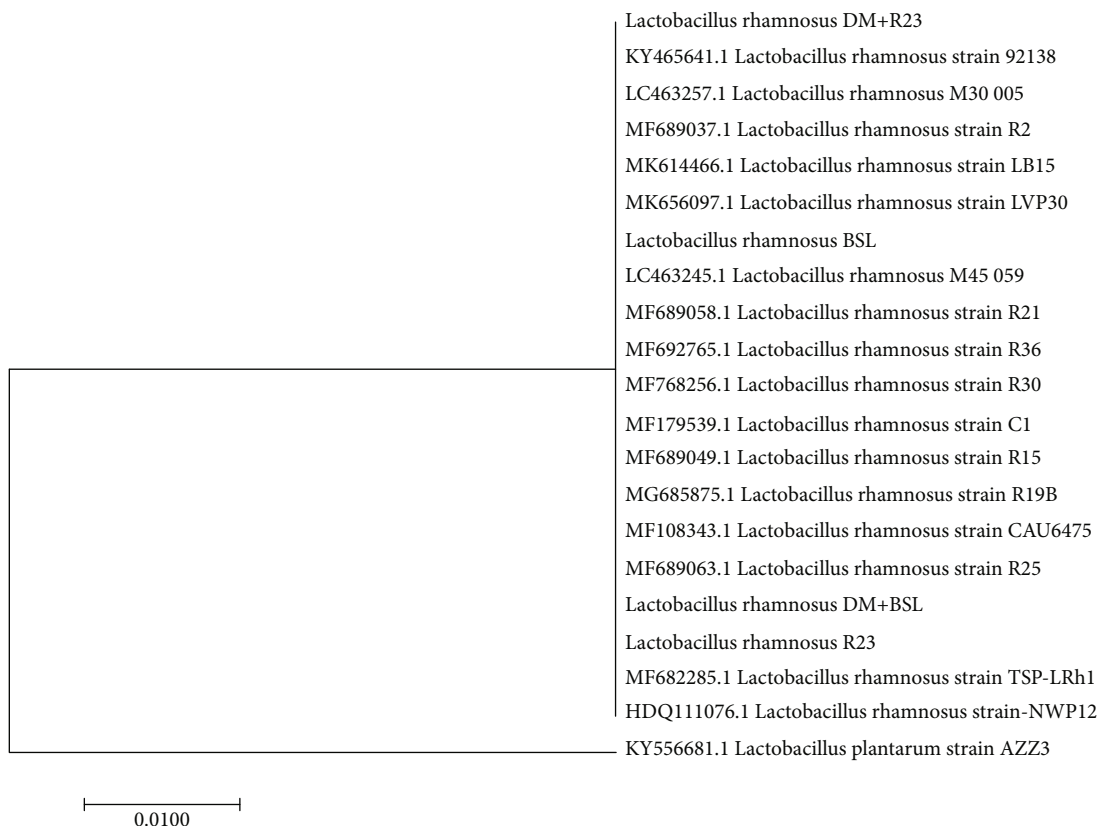 Lactobacillus rhamnosus DM+R23
KY465641.1 Lactobacillus rhamnosus strain 92138
LC463257.1 Lactobacillus rhamnosus M30 005
MF689037.1 Lactobacillus rhamnosus strain R2
MK614466.1 Lactobacillus rhamnosus strain LB15
MK656097.1 Lactobacillus rhamnosus strain LVP30
Lactobacillus rhamnosus BSL
LC463245.1 Lactobacillus rhamnosus M45 059
MF689058.1 Lactobacillus rhamnosus strain R21
MF692765.1 Lactobacillus rhamnosus strain R36
MF768256.1 Lactobacillus rhamnosus strain R30
MF179539.1 Lactobacillus rhamnosus strain C1
MF689049.1 Lactobacillus rhamnosus strain R15
MG685875.1 Lactobacillus rhamnosus strain R19B
MF108343.1 Lactobacillus rhamnosus strain CAU6475
MF689063.1 Lactobacillus rhamnosus strain R25
Lactobacillus rhamnosus DM+BSL
Lactobacillus rhamnosus R23
MF682285.1 Lactobacillus rhamnosus strain TSP-LRh1
HDQ111076.1 Lactobacillus rhamnosus strain-NWP12
KY556681.1 Lactobacillus plantarum strain AZZ3
0.0100